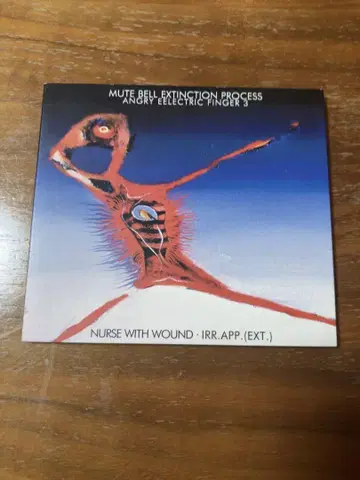 MUTE BELL EXTINCTION PROCESS
ANGRY EELECTRIC FINGER 3
NURSE WITH WOUND · IRR.APP.(EXT.)